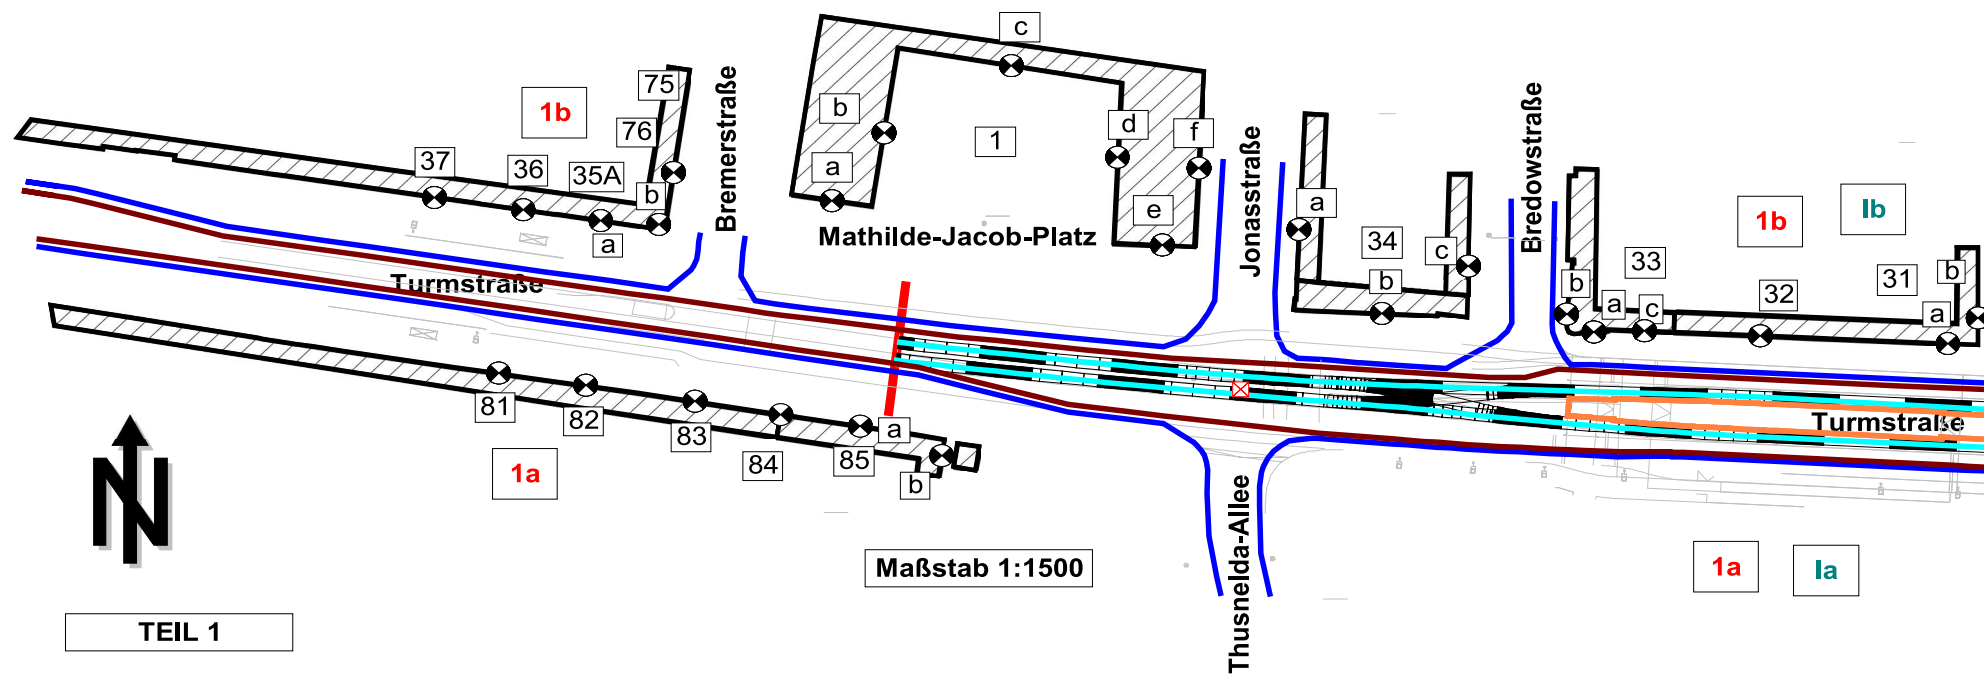 c
75
1b
76
37
36
35A
b
a
Bremerstraße
b
a
1
d
f
e
Mathilde-Jacob-Platz
Jonasstraße
a
34
c
b
Bredowstraße
1b
Ib
33
b
a
c
32
31
b
a
Turmstraße
Turmstraße
81
82
83
84
85
a
b
1a
N
Maßstab 1:1500
Thusnelda-Allee
1a
Ia
TEIL 1